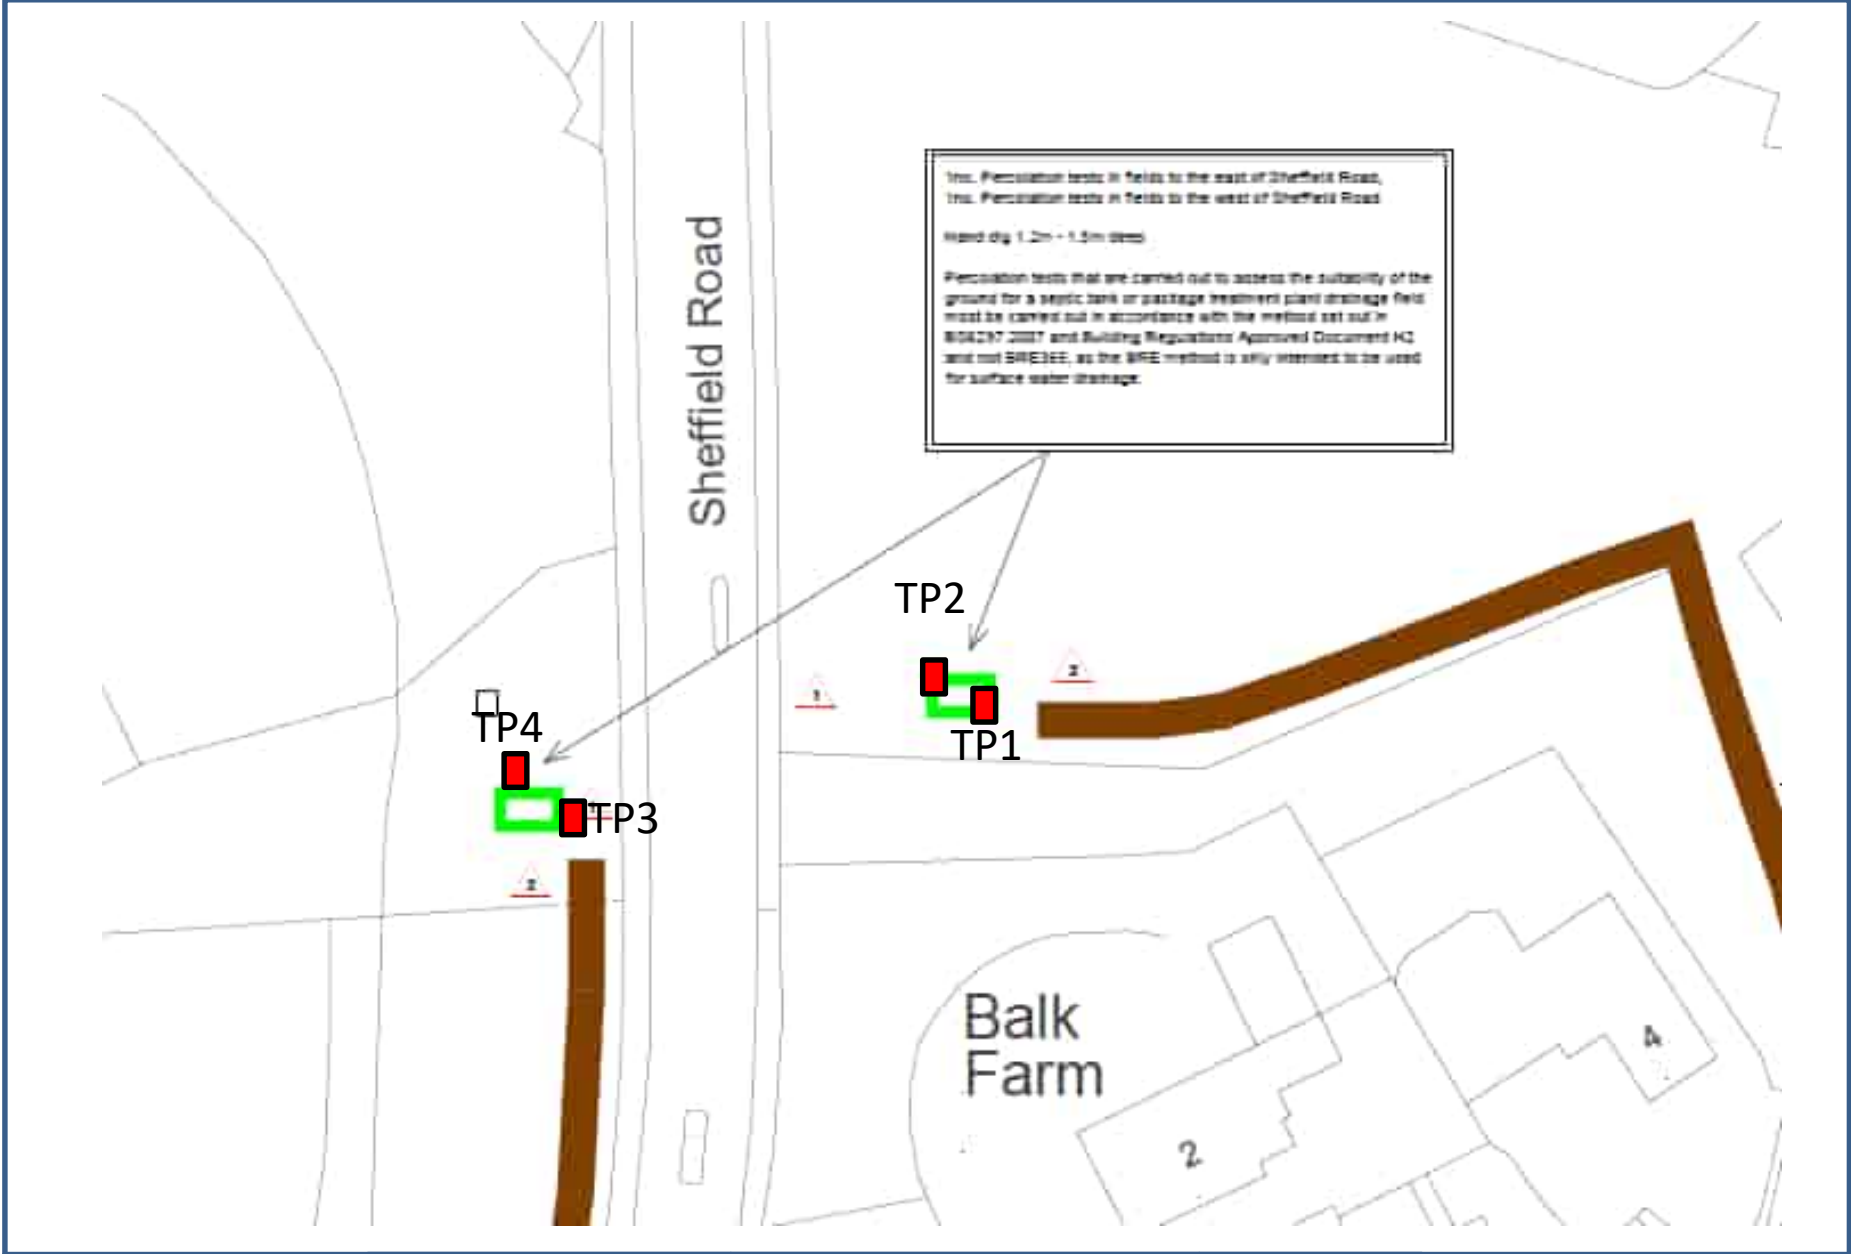 1no. Percolation tests in fields to the east of Sheffield Road,
1no. Percolation tests in fields to the west of Sheffield Road.
Hand dig 1.2m - 1.5m deep
Percolation tests that are carried out to assess the suitability of the
ground for a septic tank or package treatment plant drainage field
must be carried out in accordance with the method set out in
BS6297:2007 and Building Regulations Approved Document H2
and not BRE365, as the BRE method is only intended to be used
for surface water drainage.
Sheffield Road
TP2
2
1
TP4
TP1
TP3
2
Balk
Farm
4
2